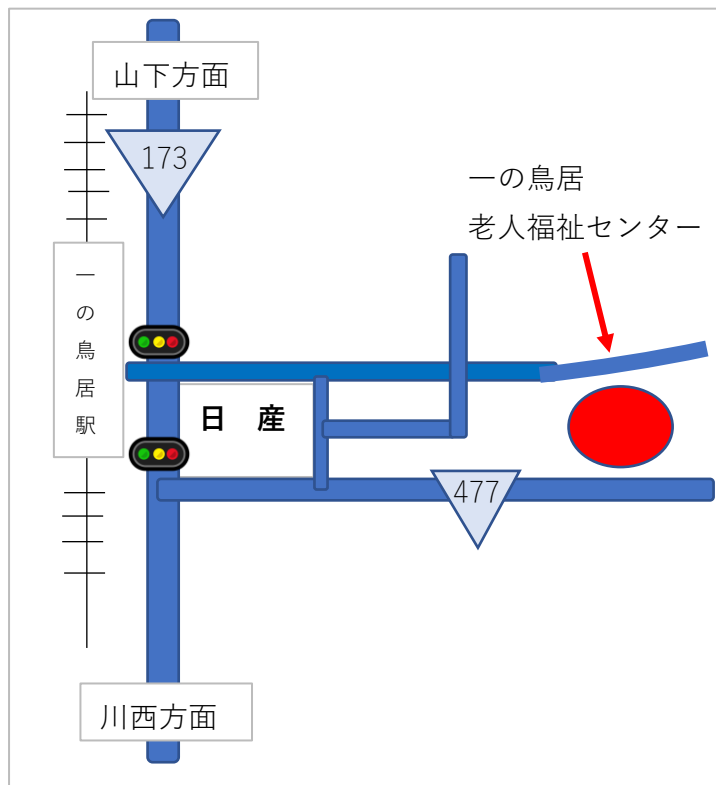 山下方面
173
一の鳥居
老人福祉センター
一の鳥居駅
日　産
477
川西方面